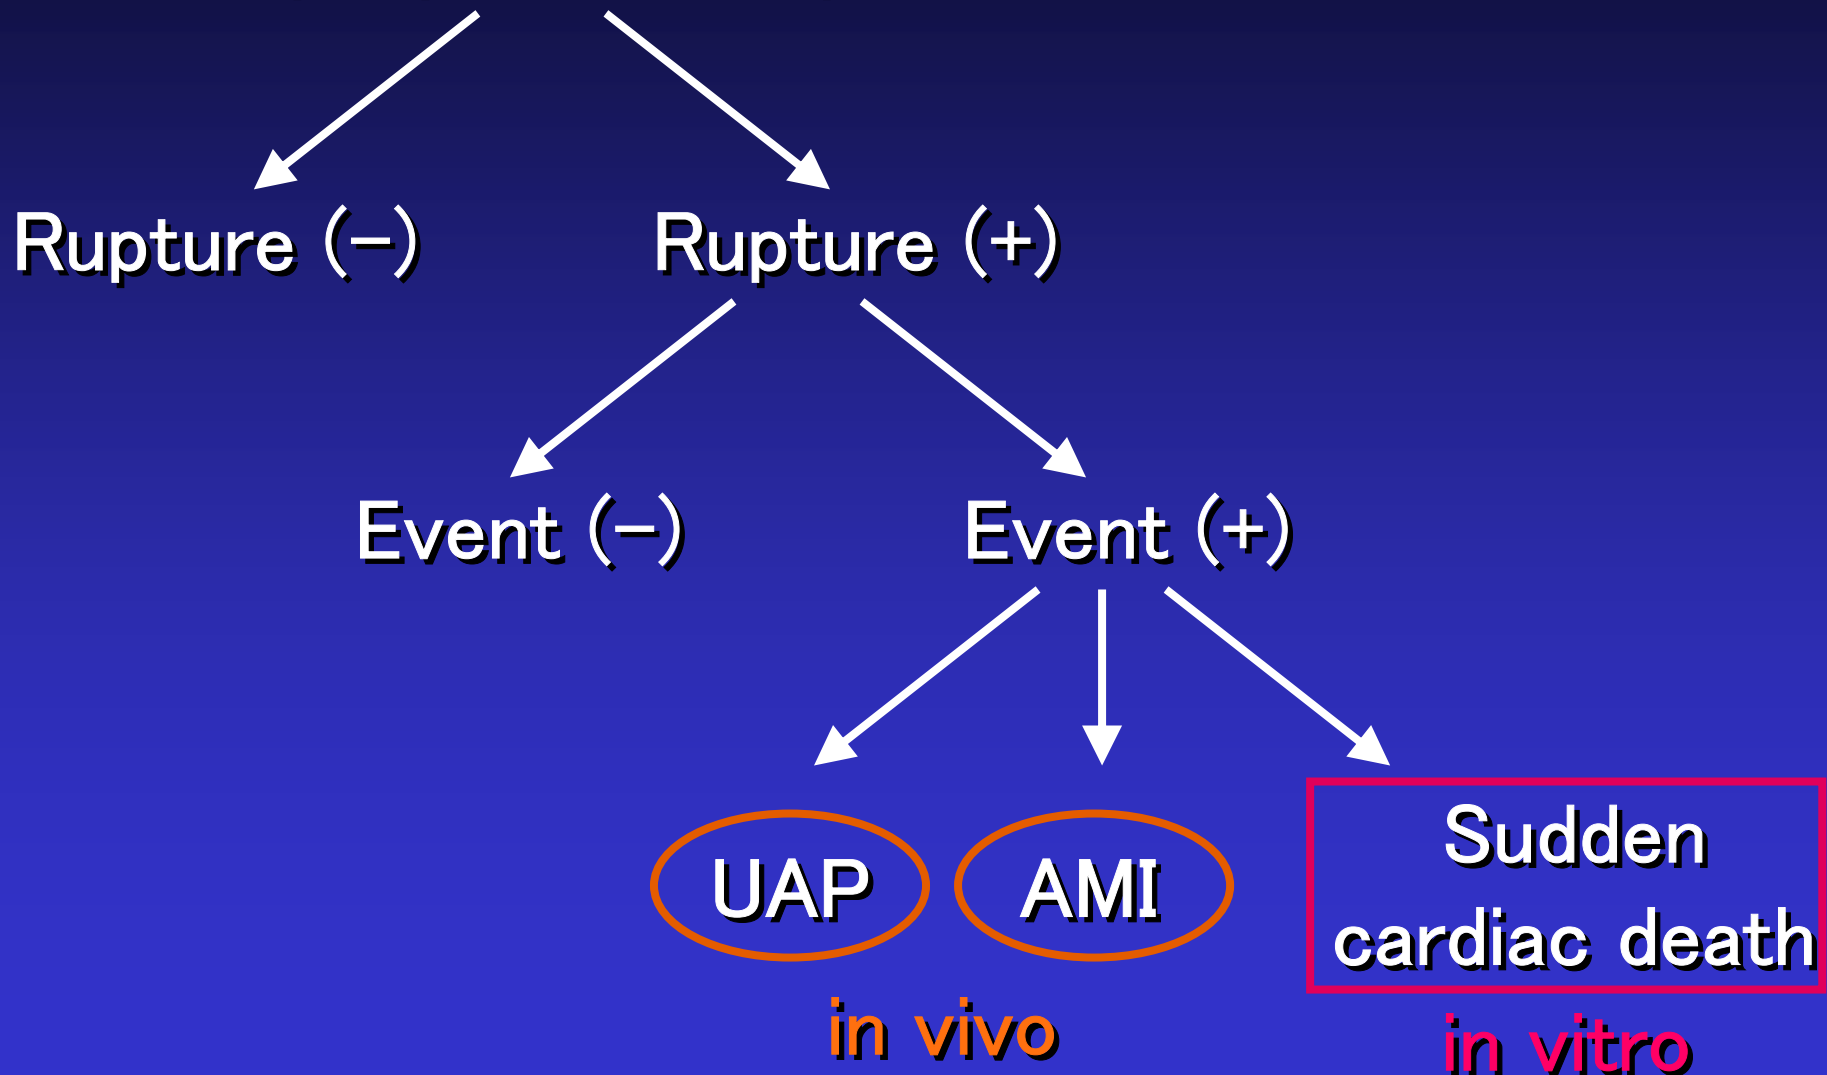 Rupture (-) Rupture (+)
Event (-) Event (+)
UAP AMI Sudden
cardiac death
in vivo in vitro